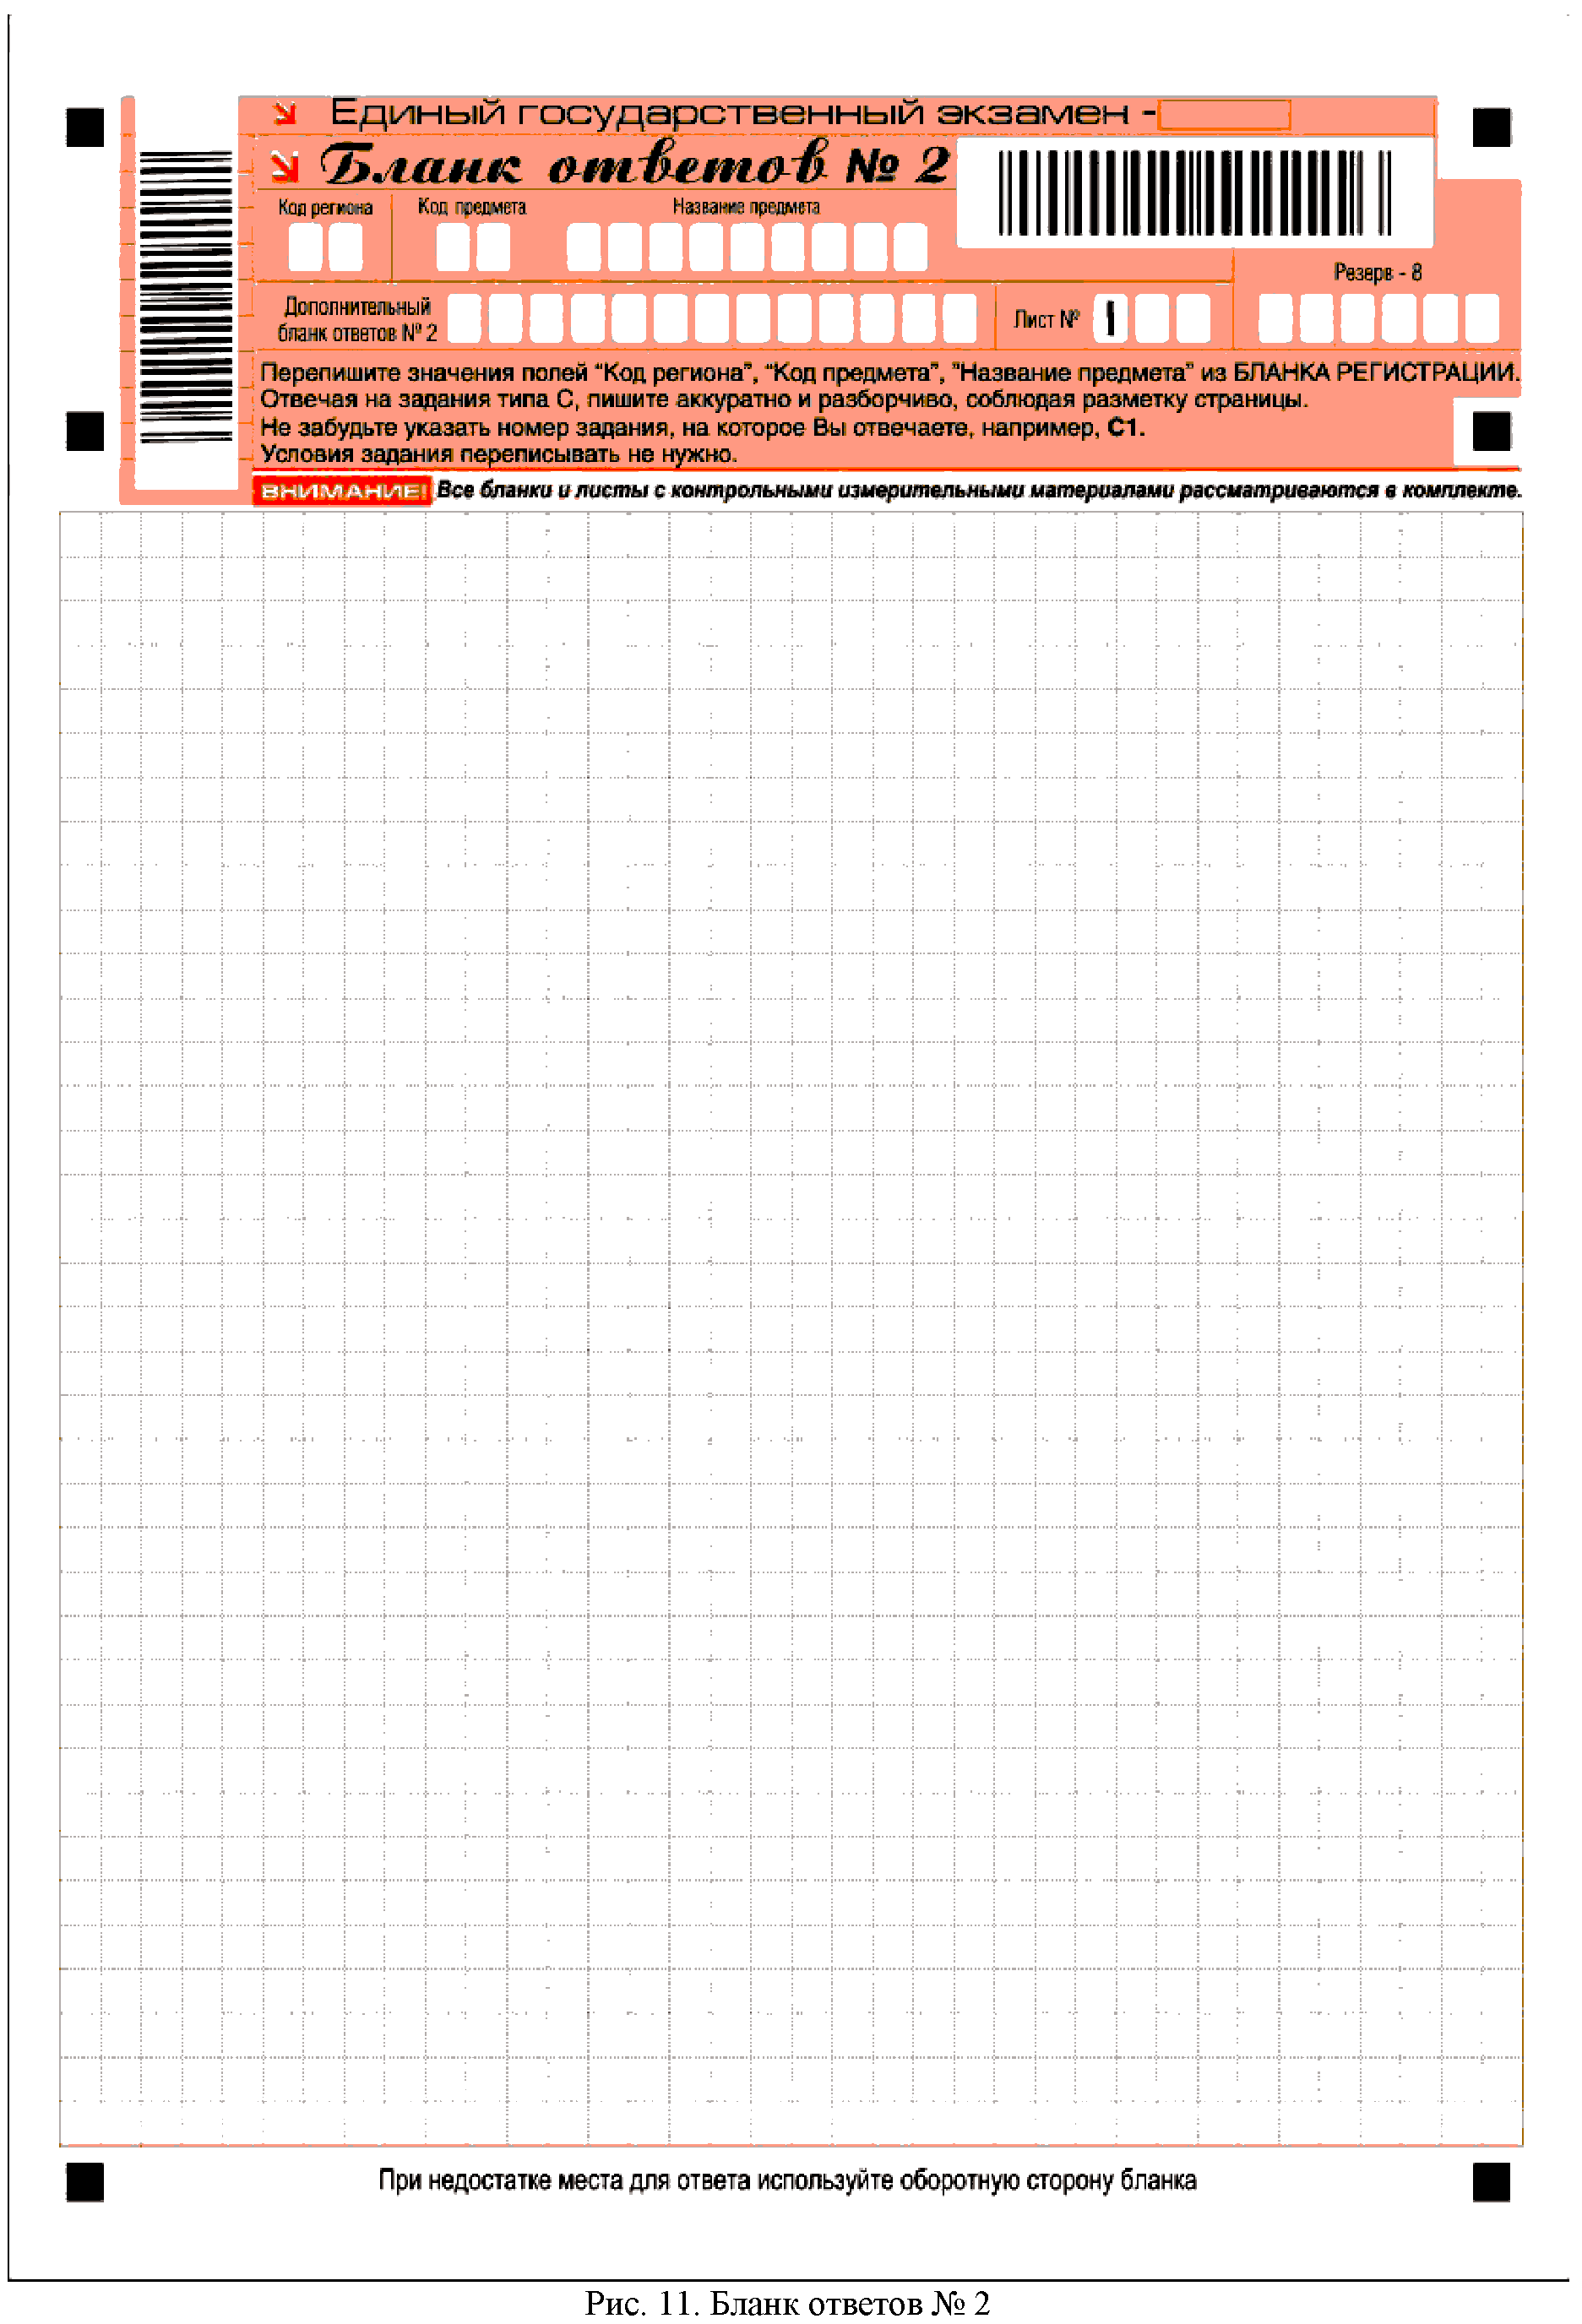 Единый государственный экзамен -
Бланк ответов № 2
Код региона Код предмета Название предмета
Резерв - 8
Дополнительный
бланк ответов № 2
Лист № 1
Перепишите значения полей “Код региона”, “Код предмета”, ”Название предмета” из БЛАНКА РЕГИСТРАЦИИ.
Отвечая на задания типа С, пишите аккуратно и разборчиво, соблюдая разметку страницы.
Не забудьте указать номер задания, на которое Вы отвечаете, например, С1.
Условия задания переписывать не нужно.
ВНИМАНИЕ! Все бланки и листы с контрольными измерительными материалами рассматриваются в комплекте.
При недостатке места для ответа используйте оборотную сторону бланка
Рис. 11. Бланк ответов № 2